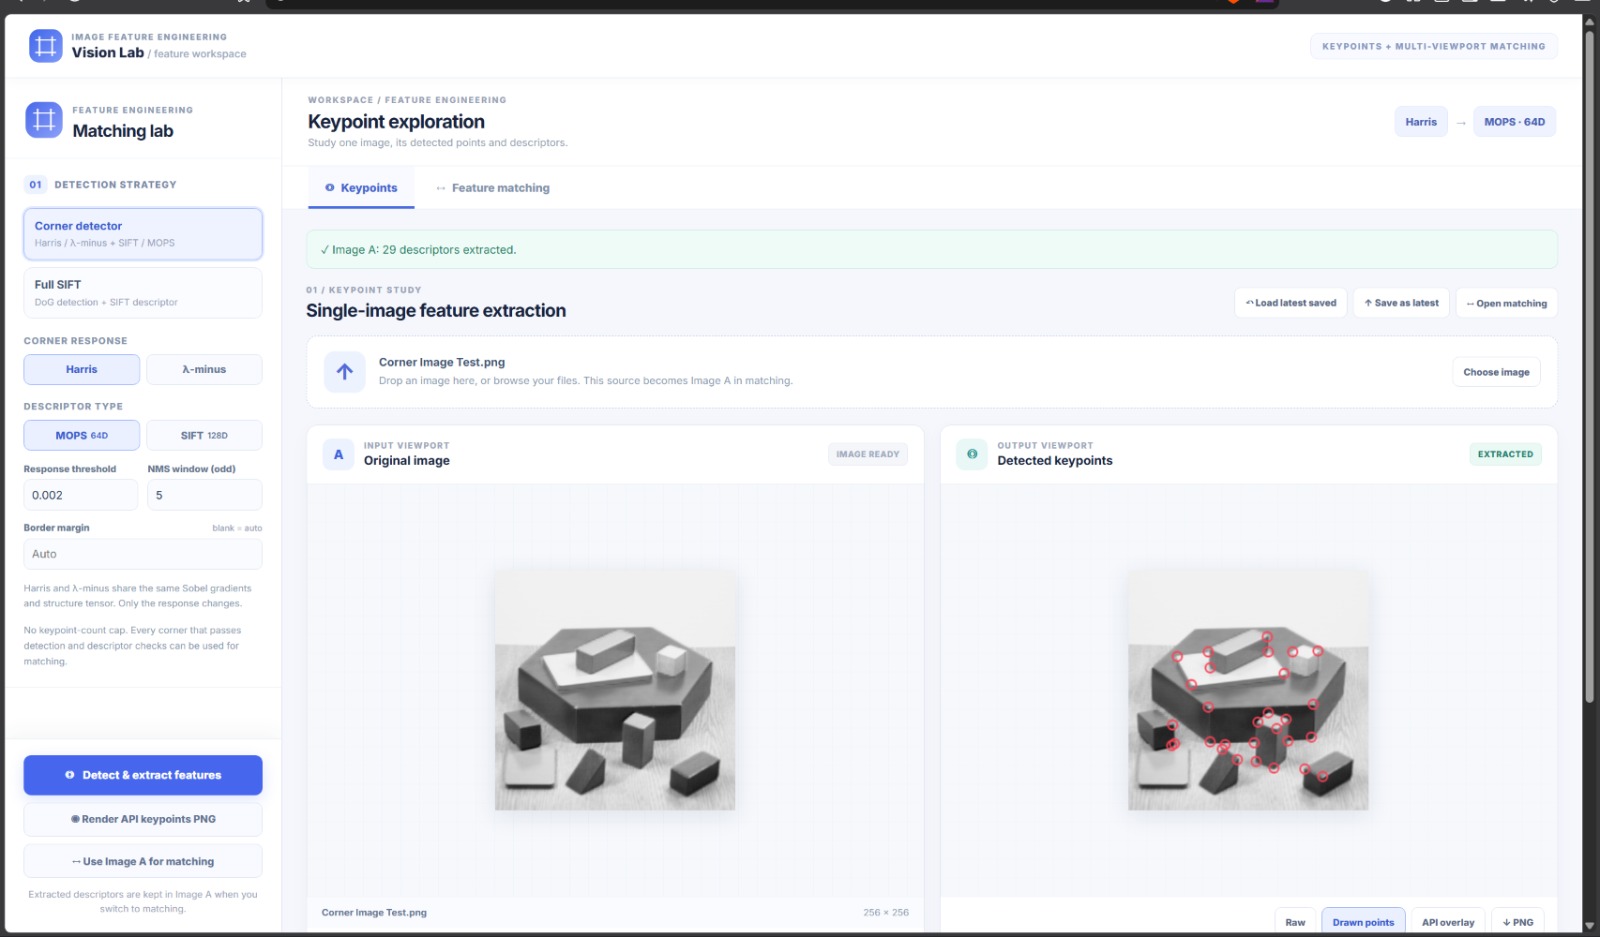 IMAGE FEATURE ENGINEERING
Vision Lab / feature workspace
KEYPOINTS + MULTI-VIEWPORT MATCHING
FEATURE ENGINEERING
Matching lab
01 DETECTION STRATEGY
Corner detector
Harris / λ-minus + SIFT / MOPS
Full SIFT
DoG detection + SIFT descriptor
CORNER RESPONSE
Harris
λ-minus
DESCRIPTOR TYPE
MOPS 64D
SIFT 128D
Response threshold
NMS window (odd)
0.002
5
Border margin
blank = auto
Auto
Harris and λ-minus share the same Sobel gradients
and structure tensor. Only the response changes.
No keypoint-count cap. Every corner that passes
detection and descriptor checks can be used for
matching.
Detect & extract features
◉ Render API keypoints PNG
↔ Use Image A for matching
Extracted descriptors are kept in Image A when you
switch to matching.
WORKSPACE / FEATURE ENGINEERING
Keypoint exploration
Study one image, its detected points and descriptors.
Harris → MOPS · 64D
Keypoints
↔ Feature matching
✓ Image A: 29 descriptors extracted.
01 / KEYPOINT STUDY
Single-image feature extraction
↶ Load latest saved
↑ Save as latest
↔ Open matching
↑
Corner Image Test.png
Drop an image here, or browse your files. This source becomes Image A in matching.
Choose image
A
INPUT VIEWPORT
Original image
IMAGE READY
Corner Image Test.png
256 × 256
OUTPUT VIEWPORT
Detected keypoints
EXTRACTED
Raw
Drawn points
API overlay
↓ PNG